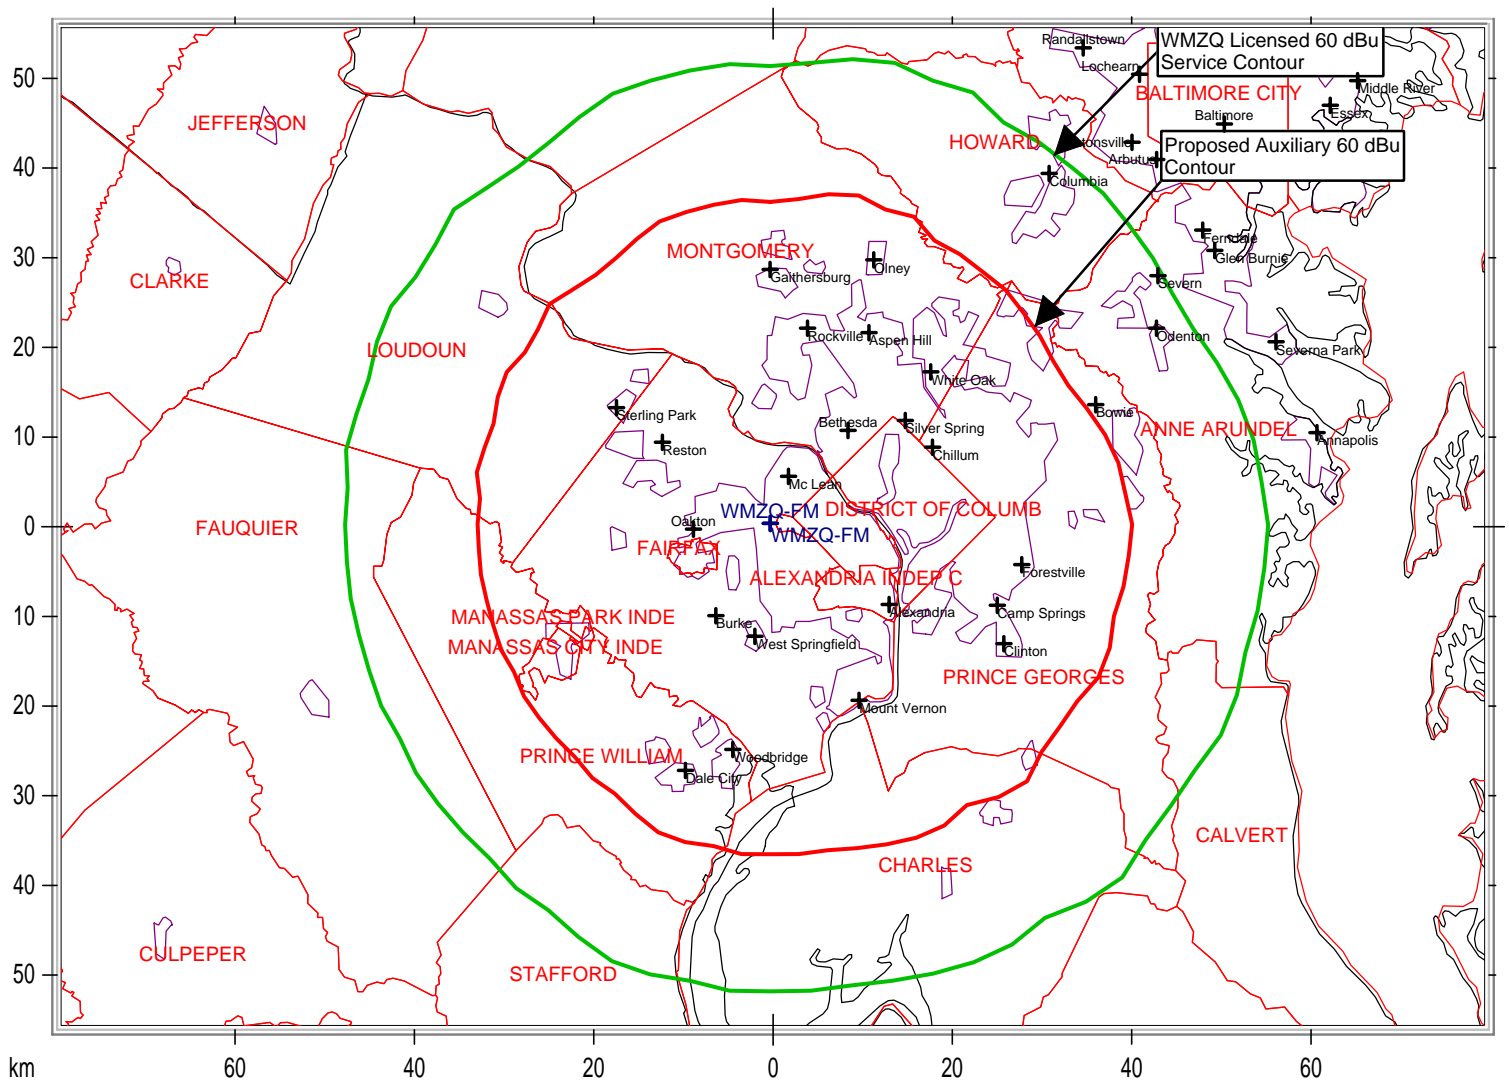 Randallstown
WMZQ Licensed 60 dBu
Service Contour
50
Lochearn
Middle River
JEFFERSON
BALTIMORE CITY
Essex
Baltimore
40
HOWARD
Proposed Auxiliary 60 dBu
Contour
Columbia
30
MONTGOMERY
Ferndale
Glen Burnie
CLARKE
Gaithersburg
Olney
Severn
20
LOUDOUN
Rockville
Aspen Hill
Odenton
Severna Park
White Oak
10
Sterling Park
Bowie
Bethesda
Silver Spring
ANNE ARUNDEL
Annapolis
Reston
Chillum
Mc Lean
0
FAUQUIER
WMZQ-FM
DISTRICT OF COLUMB
Oakton
WMZQ-FM
FAIRFAX
Forestville
ALEXANDRIA INDEP C
10
MANASSAS PARK INDE
Burke
Alexandria
Camp Springs
MANASSAS CITY INDE
West Springfield
Clinton
PRINCE GEORGES
20
Mount Vernon
PRINCE WILLIAM
Woodbridge
Dale City
30
CALVERT
CHARLES
40
CULPEPER
50
STAFFORD
km
60
40
20
0
20
40
60